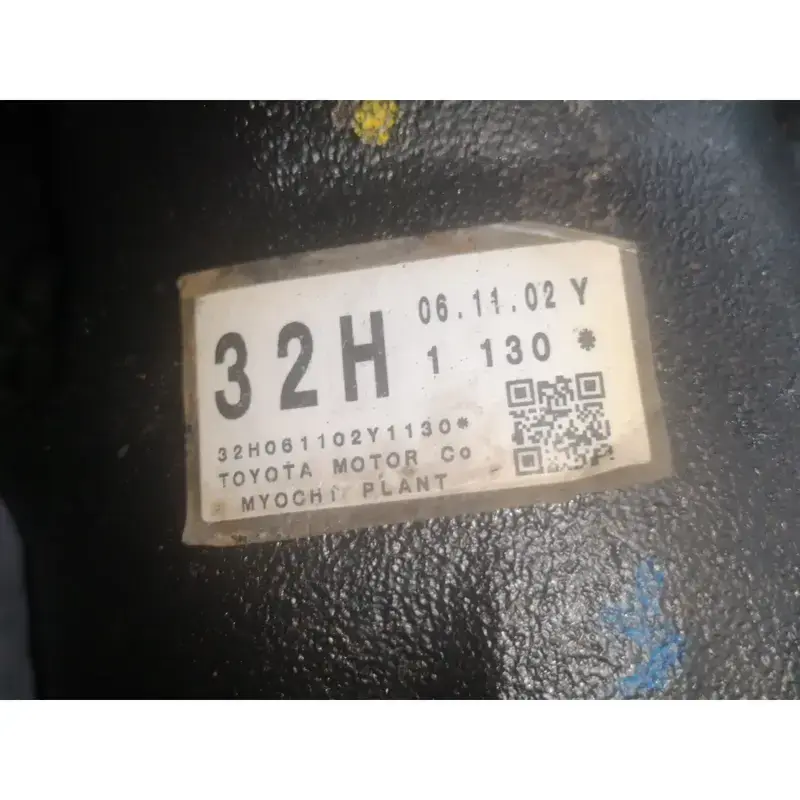 32H 06.11.02 Y
1 130 *
32H061102Y1130*
TOYOTA MOTOR Co
MYOCHI PLANT